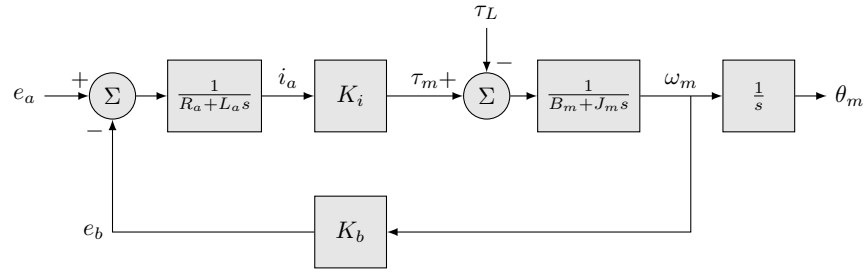 τ_L
e_a + Σ 1/(R_a+L_a s) i_a K_i τ_m + Σ − 1/(B_m+J_m s) ω_m 1/s θ_m
−
e_b K_b